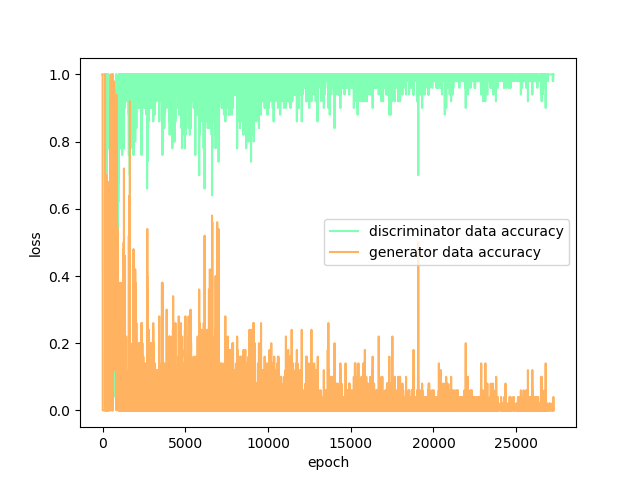 1.0
0.8
0.6
0.4
0.2
0.0
loss
discriminator data accuracy
generator data accuracy
0 5000 10000 15000 20000 25000
epoch